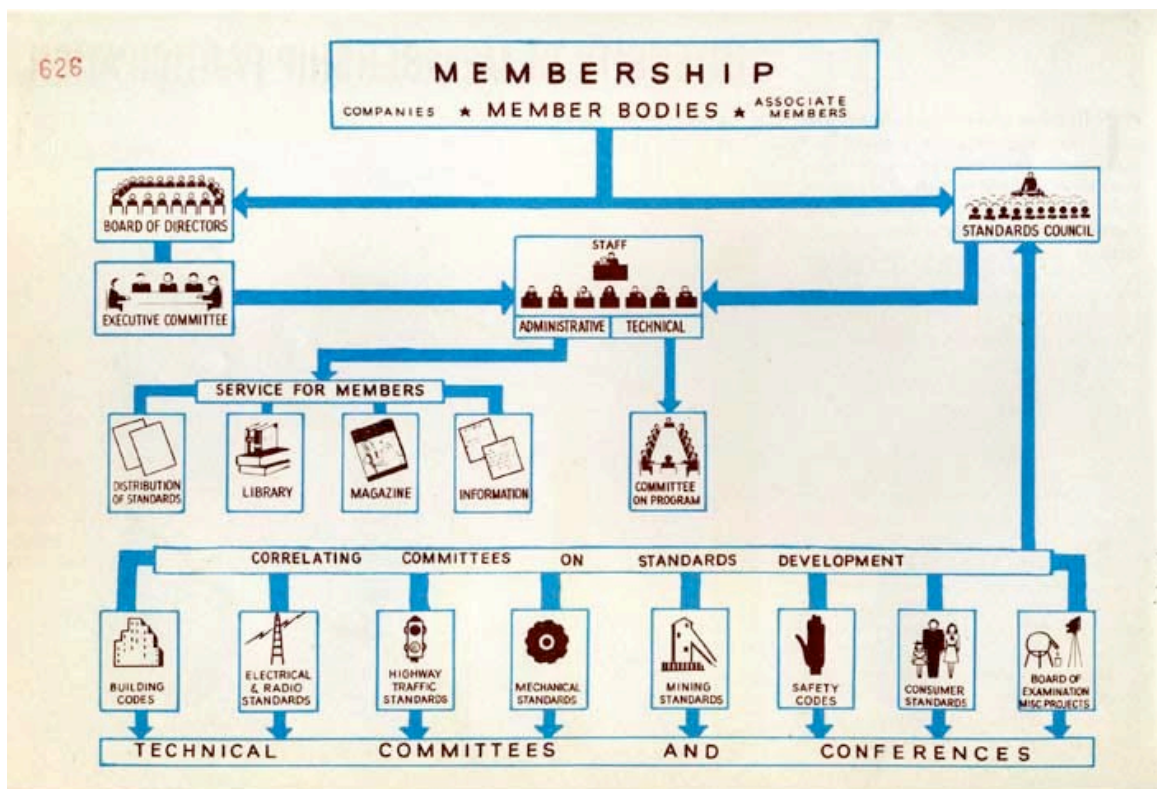 626
MEMBERSHIP
COMPANIES ★ MEMBER BODIES ★ ASSOCIATE MEMBERS
BOARD OF DIRECTORS
STANDARDS COUNCIL
STAFF
EXECUTIVE COMMITTEE
ADMINISTRATIVE
TECHNICAL
SERVICE FOR MEMBERS
DISTRIBUTION
OF STANDARDS
LIBRARY
MAGAZINE
INFORMATION
COMMITTEE
ON PROGRAM
CORRELATING COMMITTEES ON STANDARDS DEVELOPMENT
BUILDING
CODES
ELECTRICAL
& RADIO
STANDARDS
HIGHWAY
TRAFFIC
STANDARDS
MECHANICAL
STANDARDS
MINING
STANDARDS
SAFETY
CODES
CONSUMER
STANDARDS
BOARD OF
EXAMINATION
MISC. PROJECTS
TECHNICAL COMMITTEES AND CONFERENCES